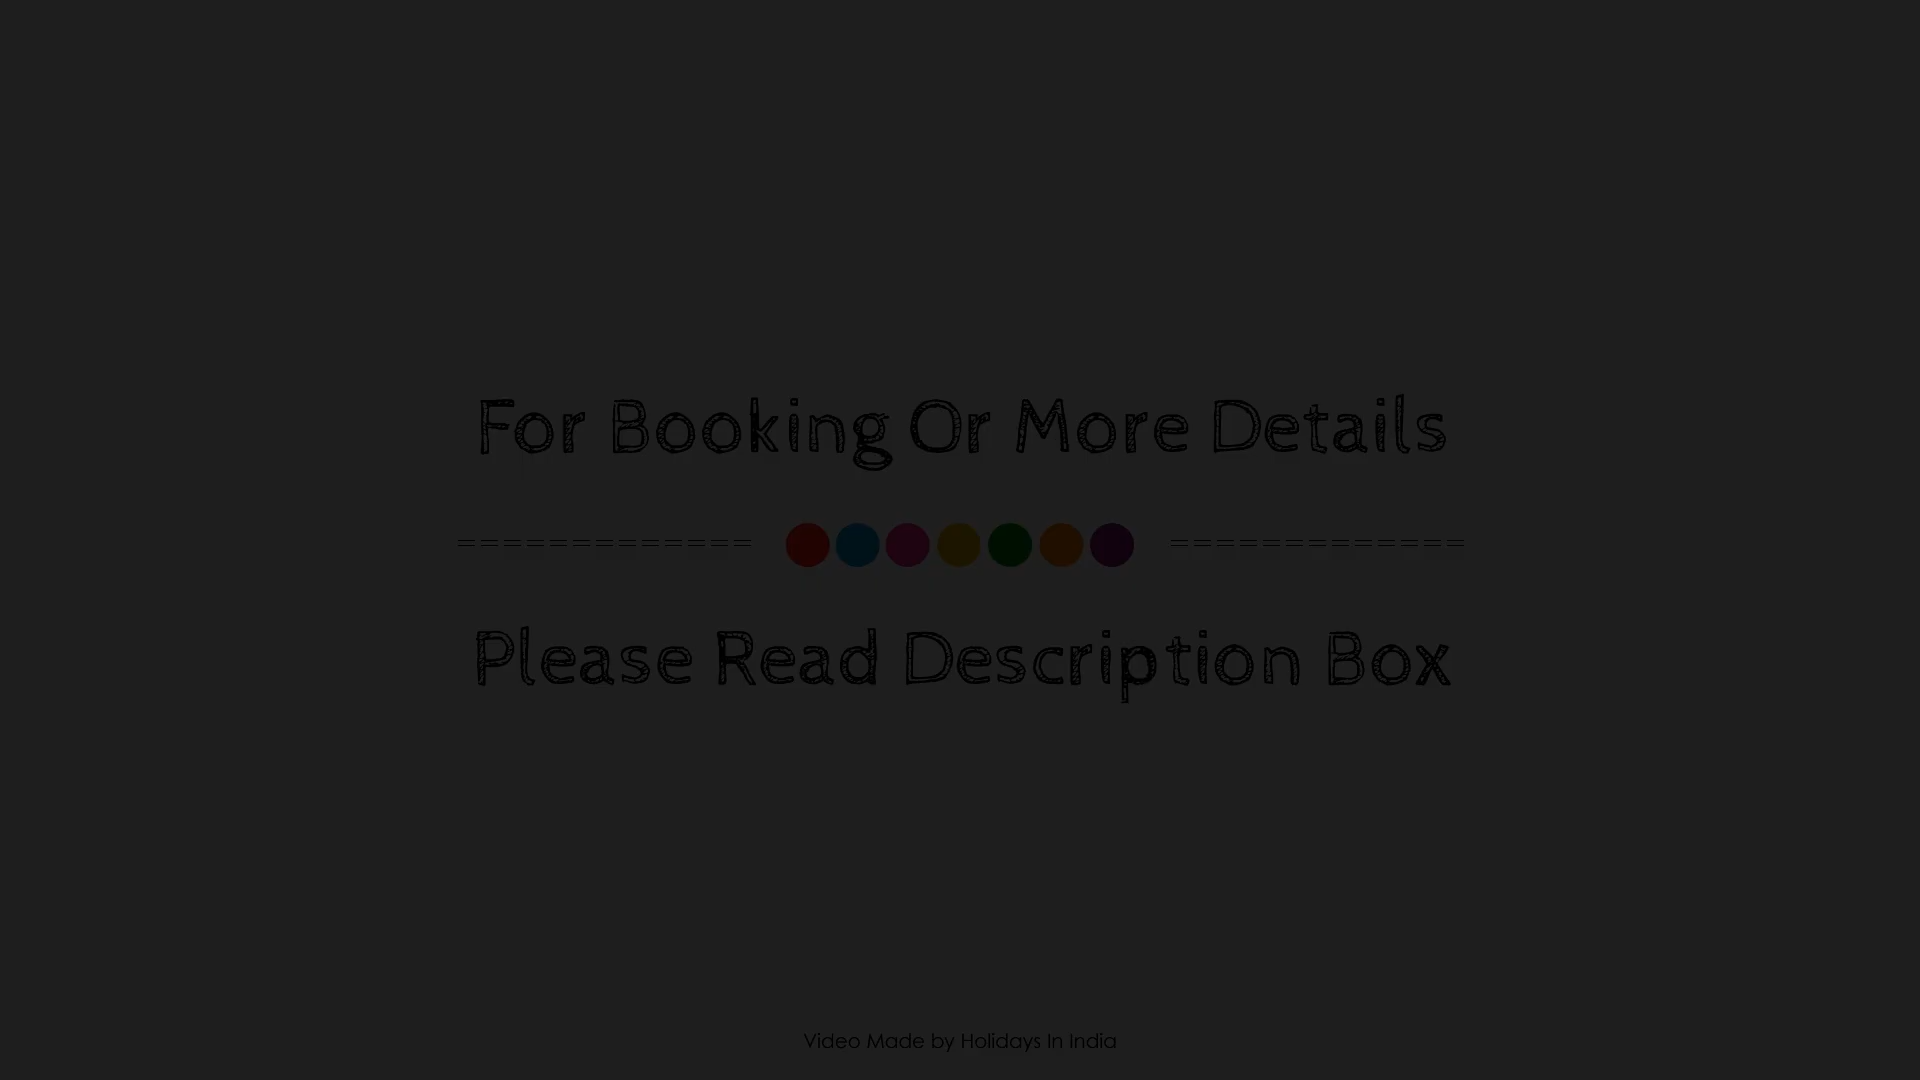 For Booking Or More Details
============= =============
Please Read Description Box
Video Made by Holidays In India